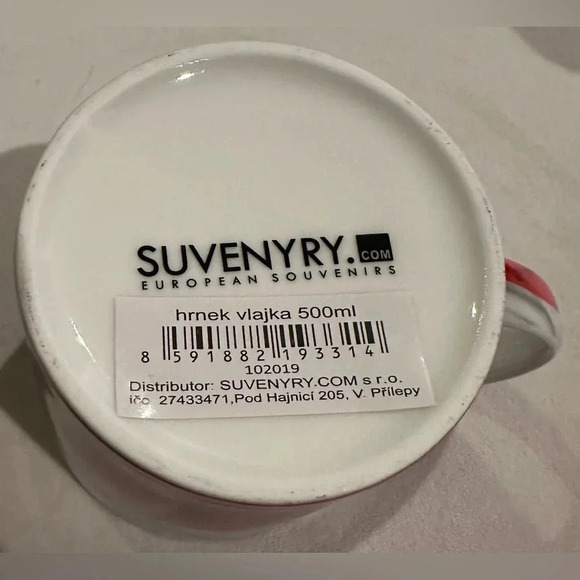 SUVENYRY.COM
EUROPEAN SOUVENIRS
hrnek vlajka 500ml
8 591882 193314
102019
Distributor: SUVENYRY.COM s r.o.
ičo 27433471,Pod Hajnicí 205, V. Přílepy